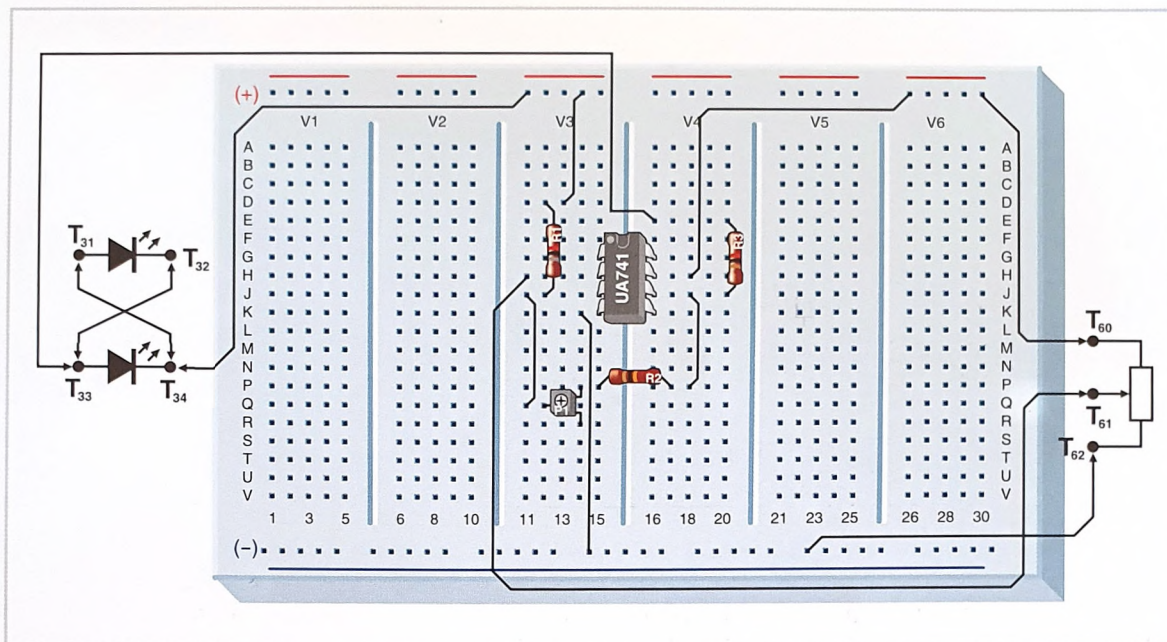 (+)
V1 V2 V3 V4 V5 V6
A A
B B
C C
D D
E E
T31 F R1 R3 F
T32 G G
H UA741 H
J J
K K
L L T60
M M
T33 T34 N N
P R2 P
Q Q T61
R R
S S T62
T T
U U
V V
1 3 5 6 8 10 11 13 15 16 18 20 21 23 25 26 28 30
(–)